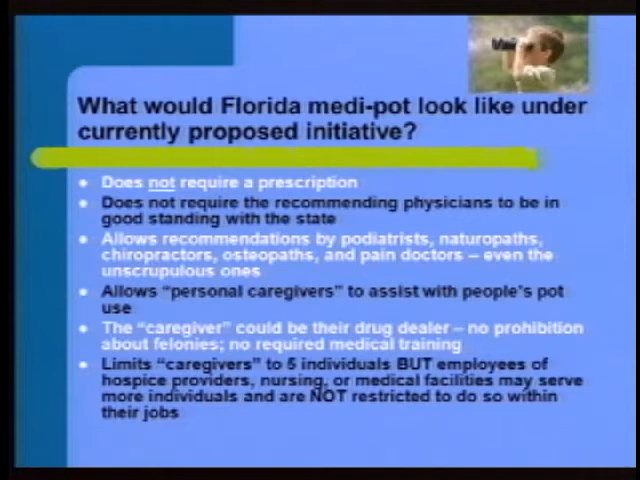 What would Florida medi-pot look like under
currently proposed initiative?
● Does not require a prescription
● Does not require the recommending physicians to be in
good standing with the state
● Allows recommendations by podiatrists, naturopaths,
chiropractors, osteopaths, and pain doctors – even the
unscrupulous ones
● Allows “personal caregivers” to assist with people’s pot
use
● The “caregiver” could be their drug dealer – no prohibition
about felonies; no required medical training
● Limits “caregivers” to 5 individuals BUT employees of
hospice providers, nursing, or medical facilities may serve
more individuals and are NOT restricted to do so within
their jobs